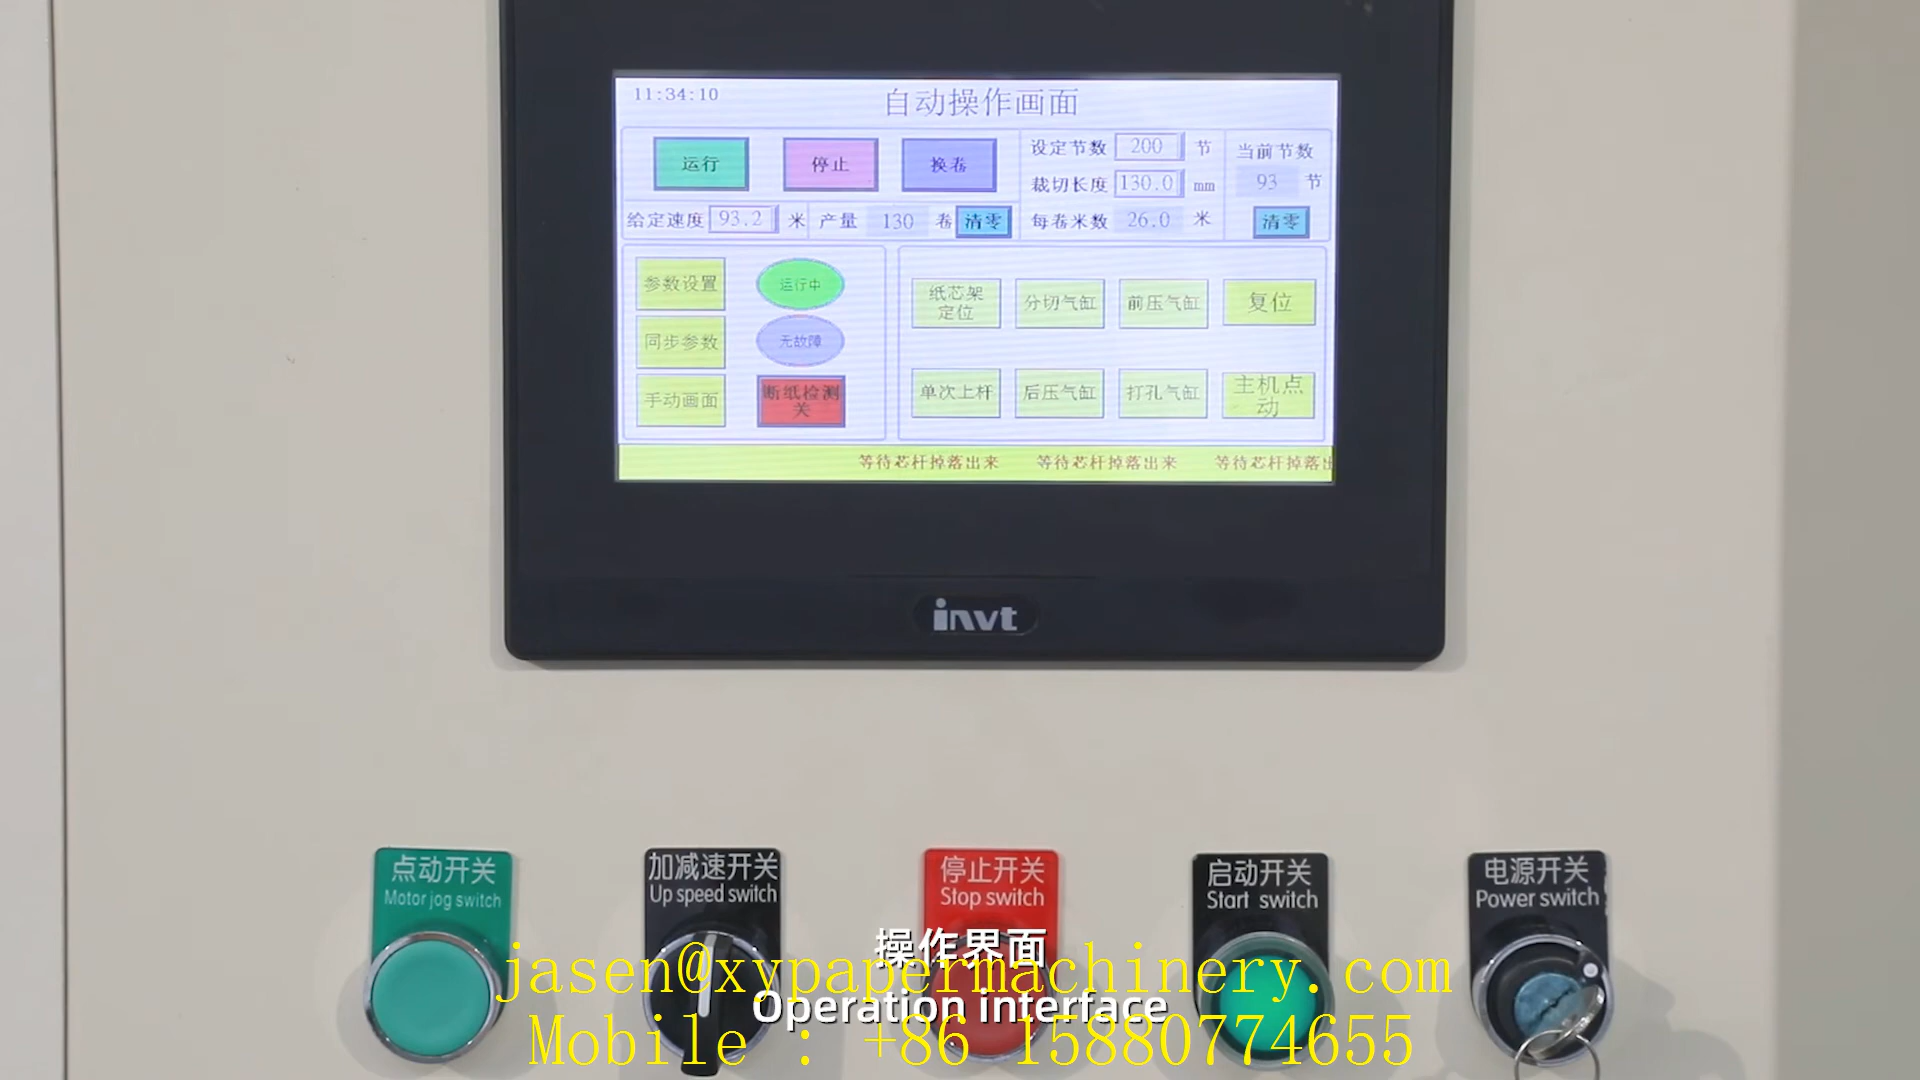 11:34:10
自动操作画面
运行 停止 换卷
设定节数 200 节
当前节数
裁切长度 130.0 mm
93 节
给定速度 93.2 米 产量 130 卷 清零
每卷米数 26.0 米
清零
参数设置 运行中
纸芯架
定位
分切气缸 前压气缸 复位
同步参数 无故障
手动画面
断纸检测
关
单次上杆 后压气缸 打孔气缸
主机点
动
等待芯杆掉落出来 等待芯杆掉落出来 等待芯杆掉落出
invt
点动开关
Motor jog switch
加减速开关
Up speed switch
停止开关
Stop switch
启动开关
Start switch
电源开关
Power switch
操作界面
jasen@xypapermachinery.com
Operation interface
Mobile : +86 15880774655